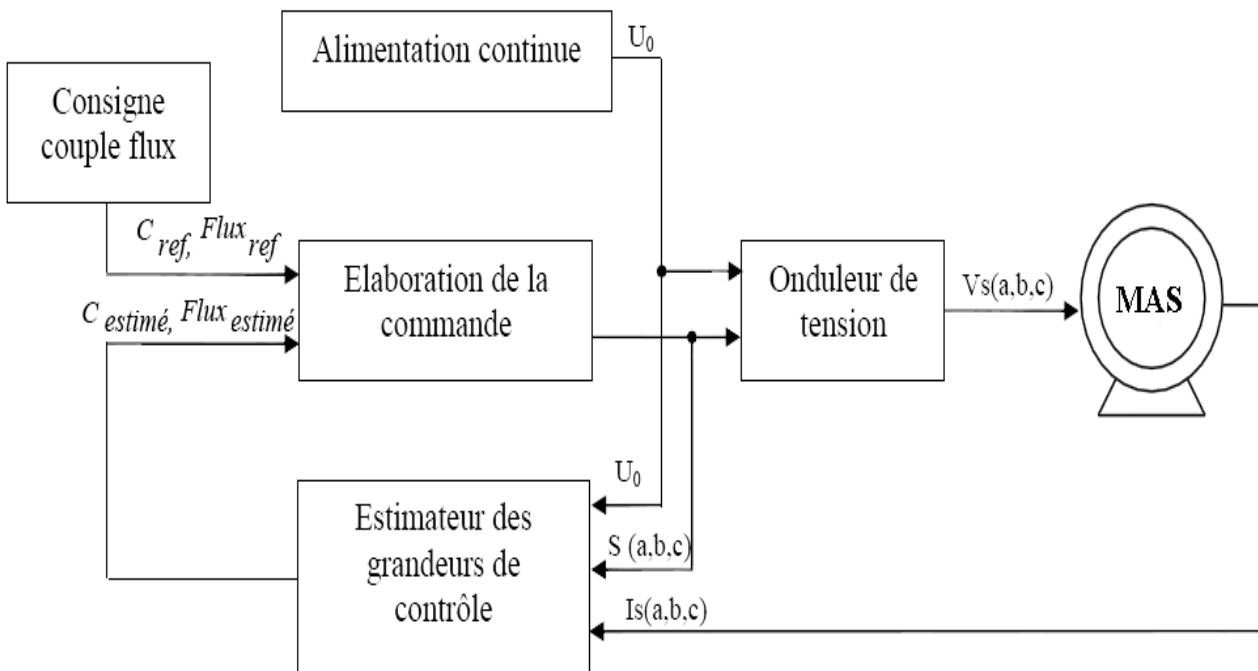 Alimentation continue
U₀
Consigne
couple flux
C ref, Flux ref
C estimé, Flux estimé
Elaboration de la
commande
Onduleur de
tension
Vs(a,b,c)
MAS
Estimateur des
grandeurs de
contrôle
U₀
S (a,b,c)
Is(a,b,c)